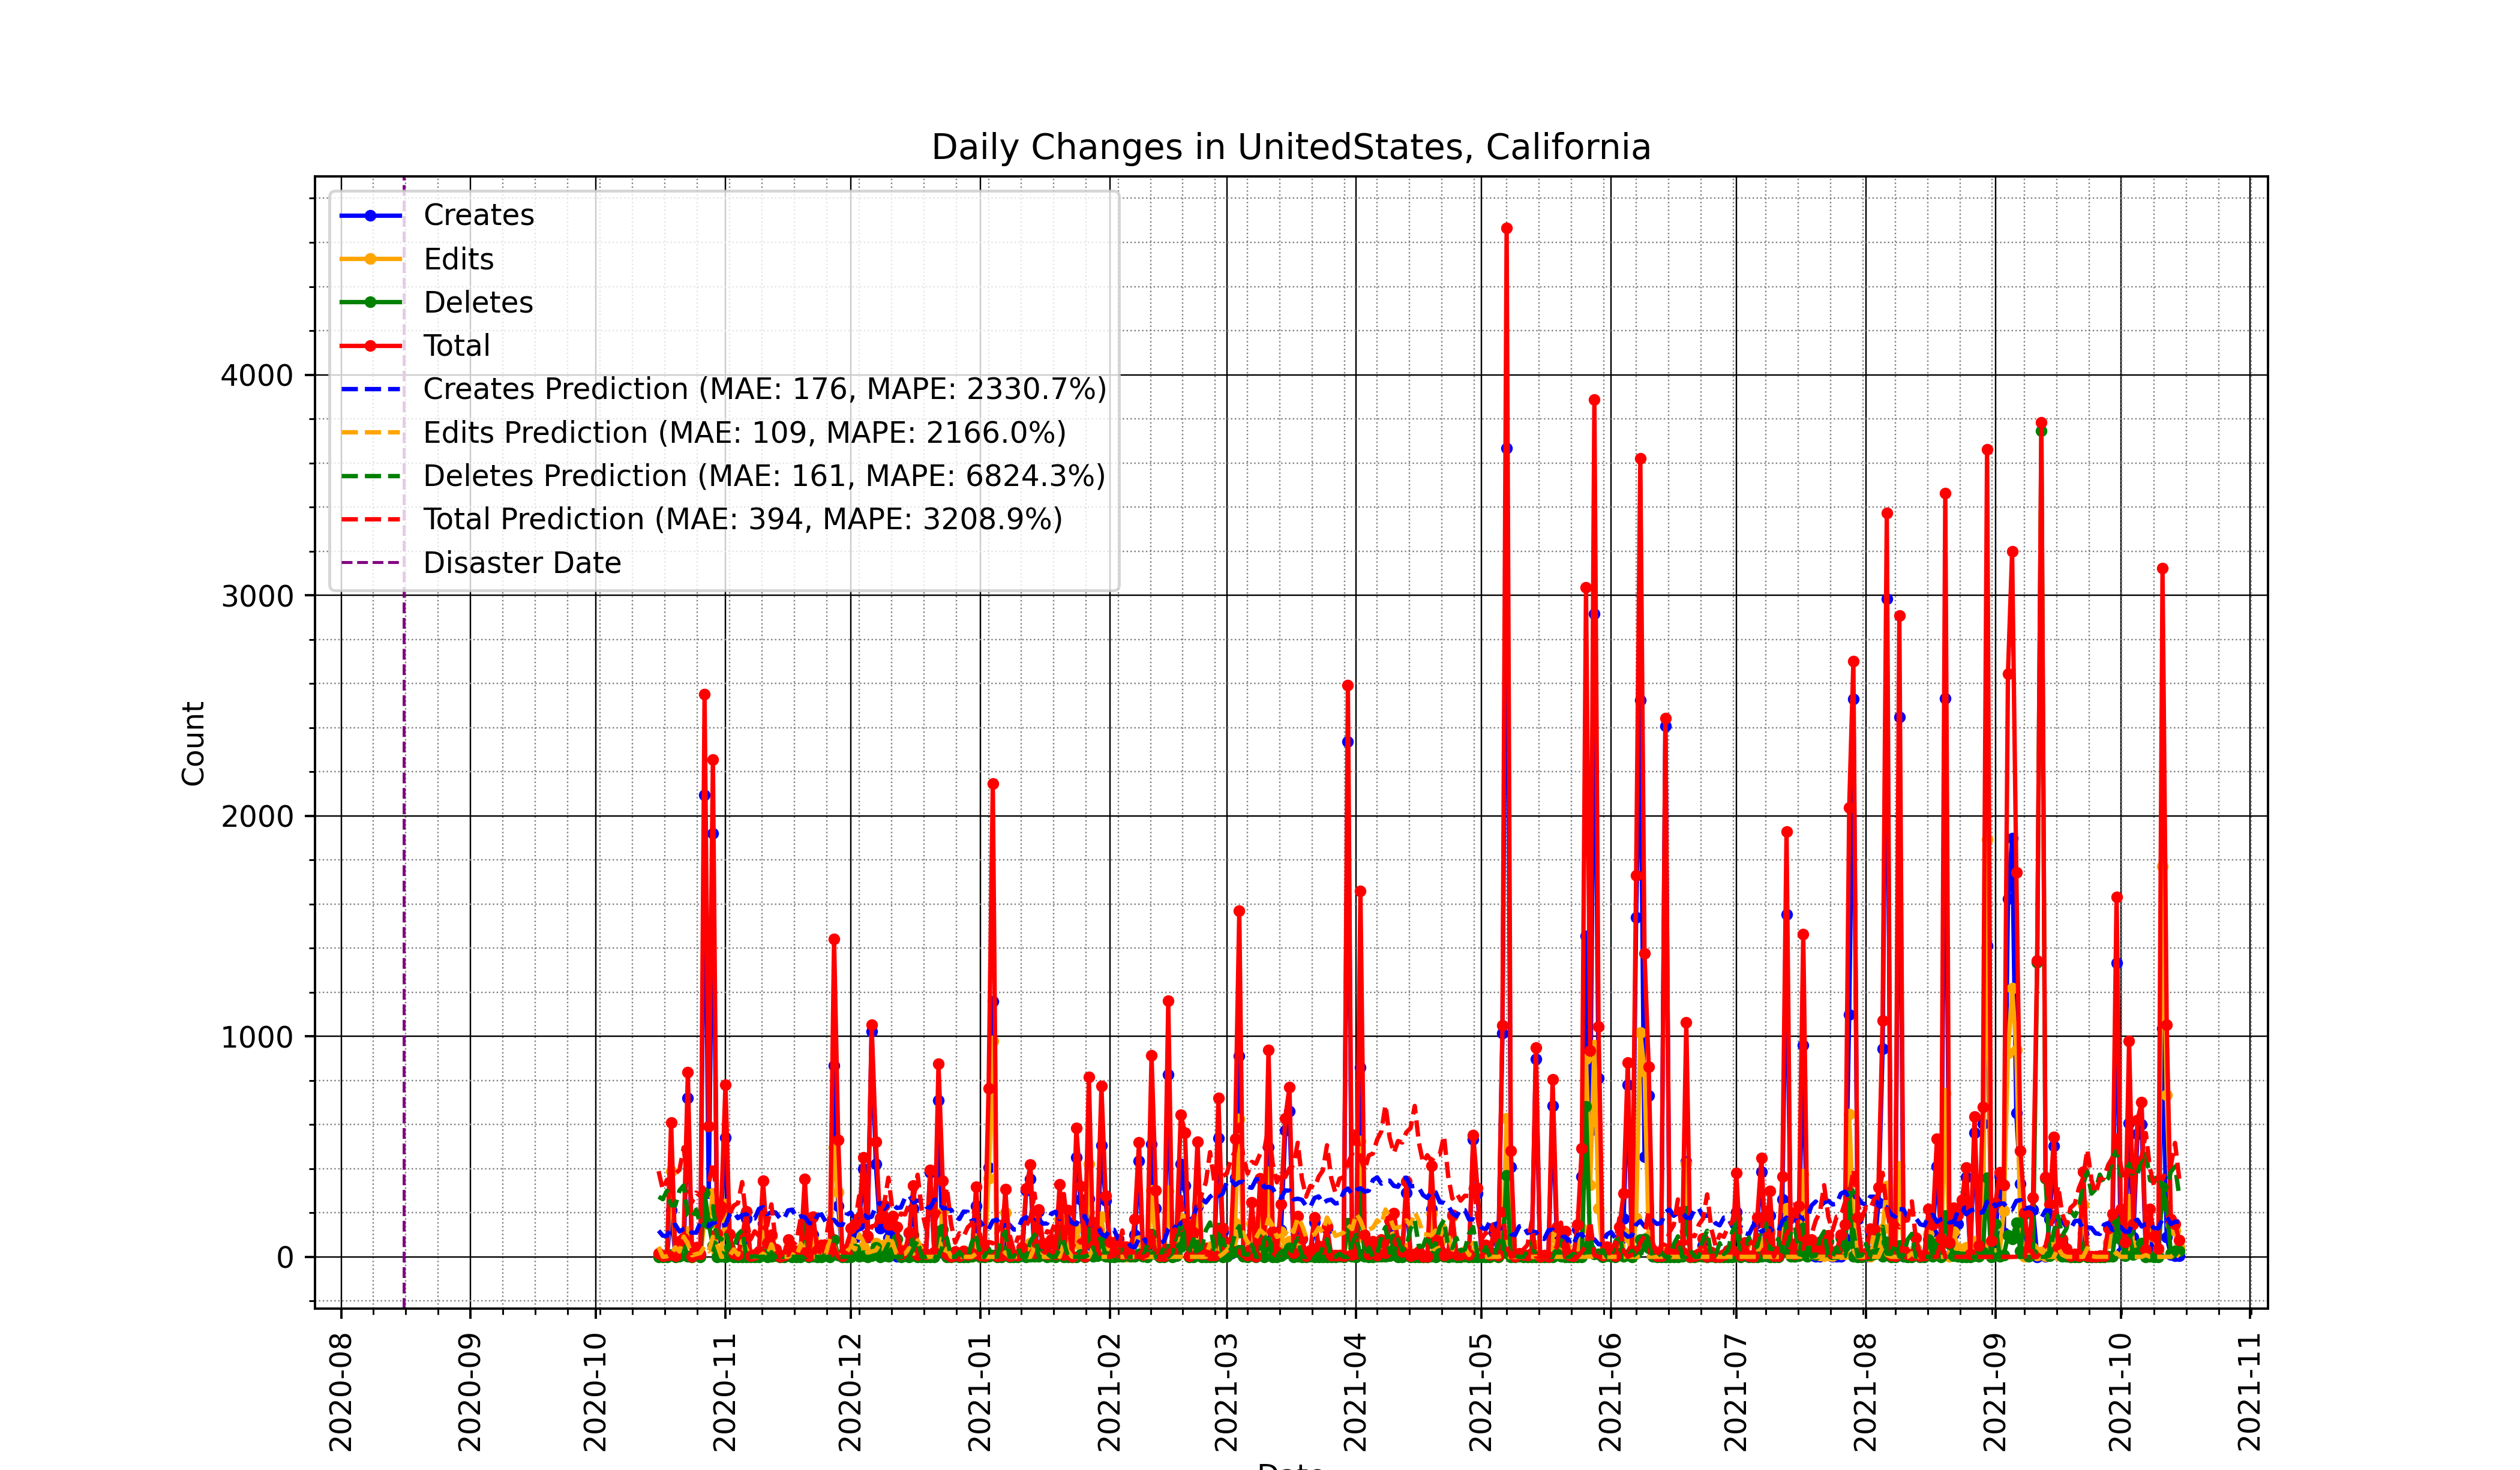 Daily Changes in UnitedStates, California
Creates
Edits
Deletes
Total
Creates Prediction (MAE: 176, MAPE: 2330.7%)
Edits Prediction (MAE: 109, MAPE: 2166.0%)
Deletes Prediction (MAE: 161, MAPE: 6824.3%)
Total Prediction (MAE: 394, MAPE: 3208.9%)
Disaster Date
Count
4000
3000
2000
1000
0
2020-08
2020-09
2020-10
2020-11
2020-12
2021-01
2021-02
2021-03
2021-04
2021-05
2021-06
2021-07
2021-08
2021-09
2021-10
2021-11
Date